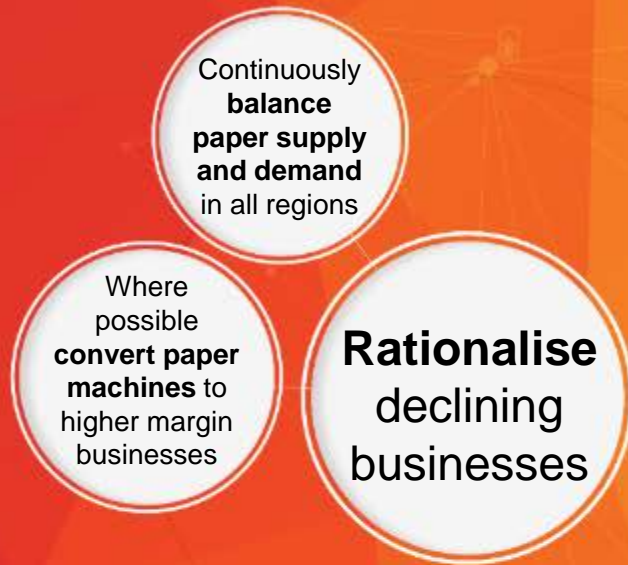 Continuously
balance
paper supply
and demand
in all regions
Where
possible
convert paper
machines to
higher margin
businesses
Rationalise
declining
businesses